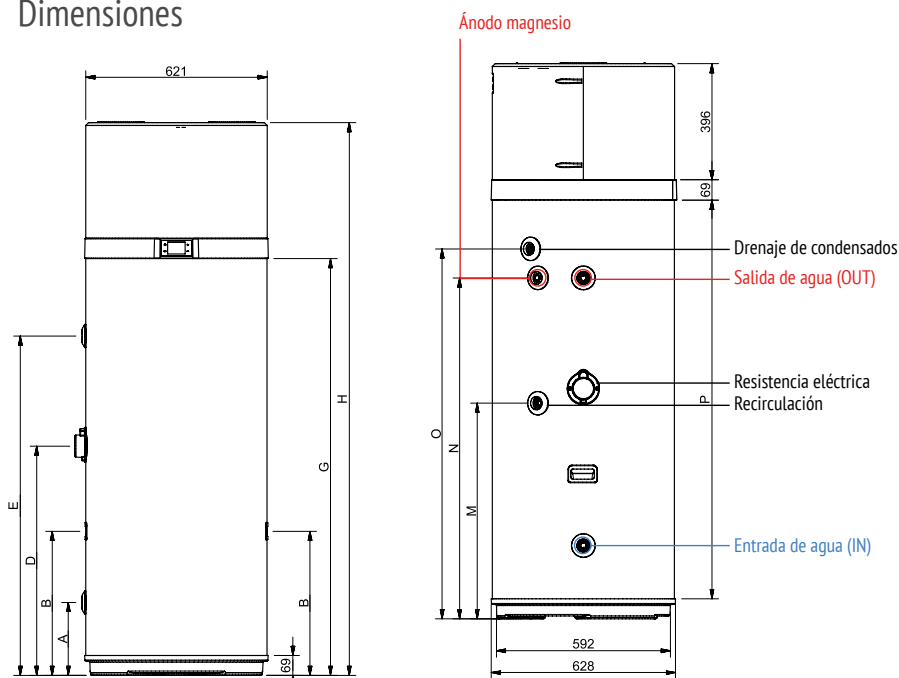 Dimensiones
Ánodo magnesio
621
396
69
Drenaje de condensados
Salida de agua (OUT)
Resistencia eléctrica
Recirculación
Entrada de agua (IN)
H
G
E
D
B
A
B
69
O
N
M
P
592
628